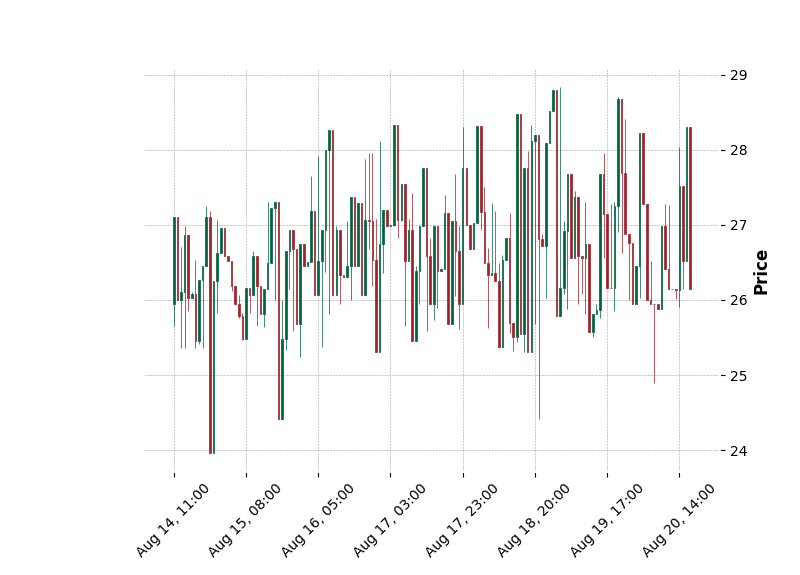 29
28
27
26
25
24
Price
Aug 14, 11:00
Aug 15, 08:00
Aug 16, 05:00
Aug 17, 03:00
Aug 17, 23:00
Aug 18, 20:00
Aug 19, 17:00
Aug 20, 14:00